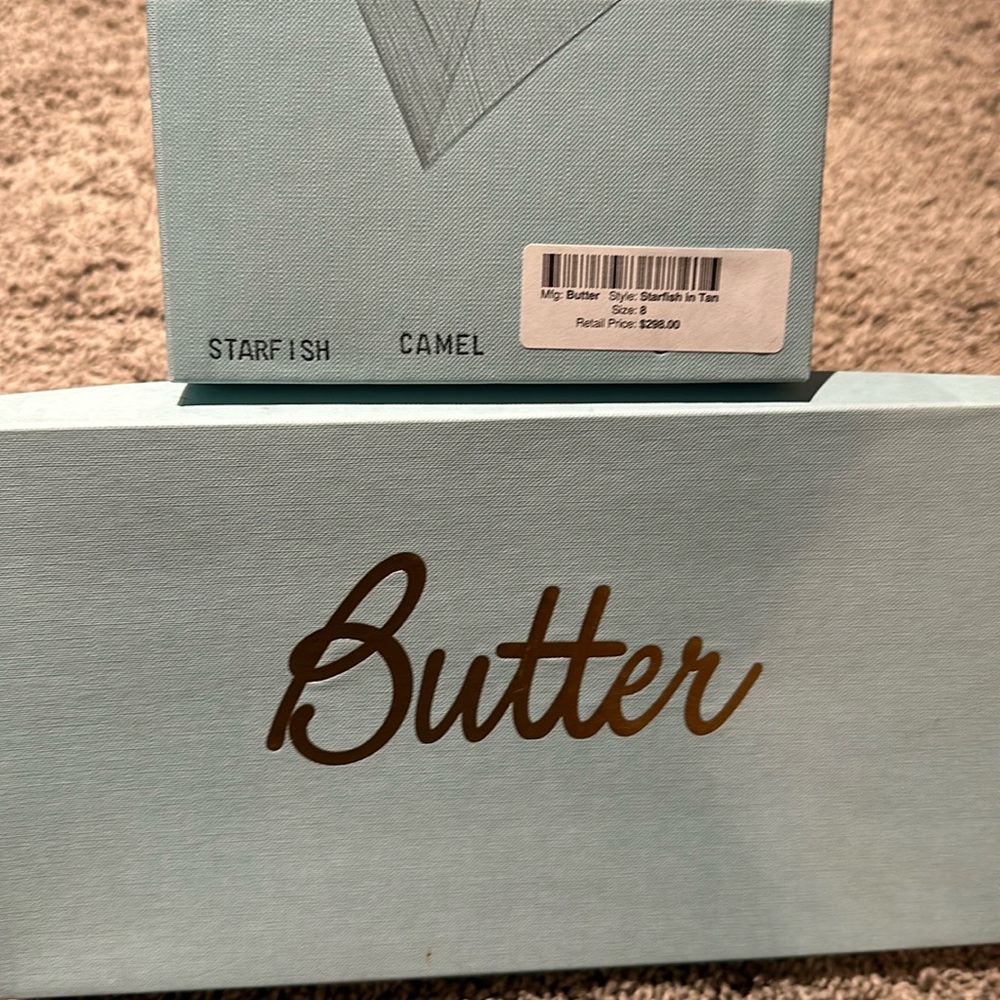 Mfg: Butter Style: Starfish in Tan
Size: 8
Retail Price: $298.00
STARFISH CAMEL
Butter